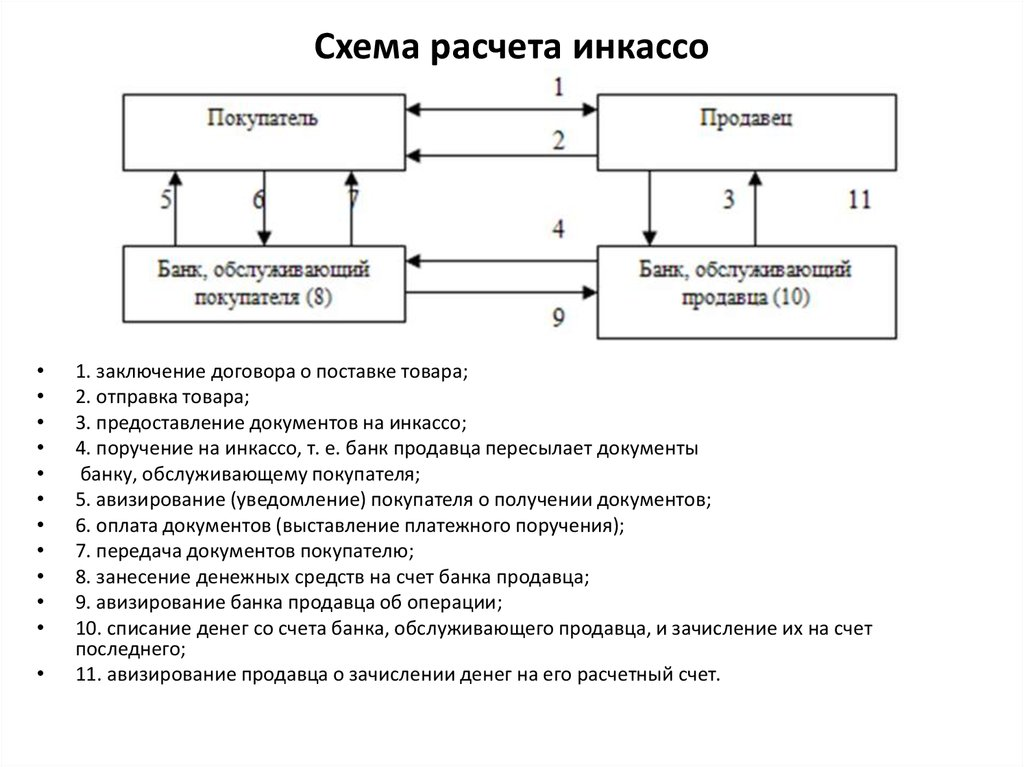 Схема расчета инкассо
1
Покупатель
Продавец
2
5
6
7
3
11
4
Банк, обслуживающий
покупателя (8)
Банк, обслуживающий
продавца (10)
9
• 1. заключение договора о поставке товара;
• 2. отправка товара;
• 3. предоставление документов на инкассо;
• 4. поручение на инкассо, т. е. банк продавца пересылает документы
• банку, обслуживающему покупателя;
• 5. авизирование (уведомление) покупателя о получении документов;
• 6. оплата документов (выставление платежного поручения);
• 7. передача документов покупателю;
• 8. занесение денежных средств на счет банка продавца;
• 9. авизирование банка продавца об операции;
• 10. списание денег со счета банка, обслуживающего продавца, и зачисление их на счет
последнего;
• 11. авизирование продавца о зачислении денег на его расчетный счет.